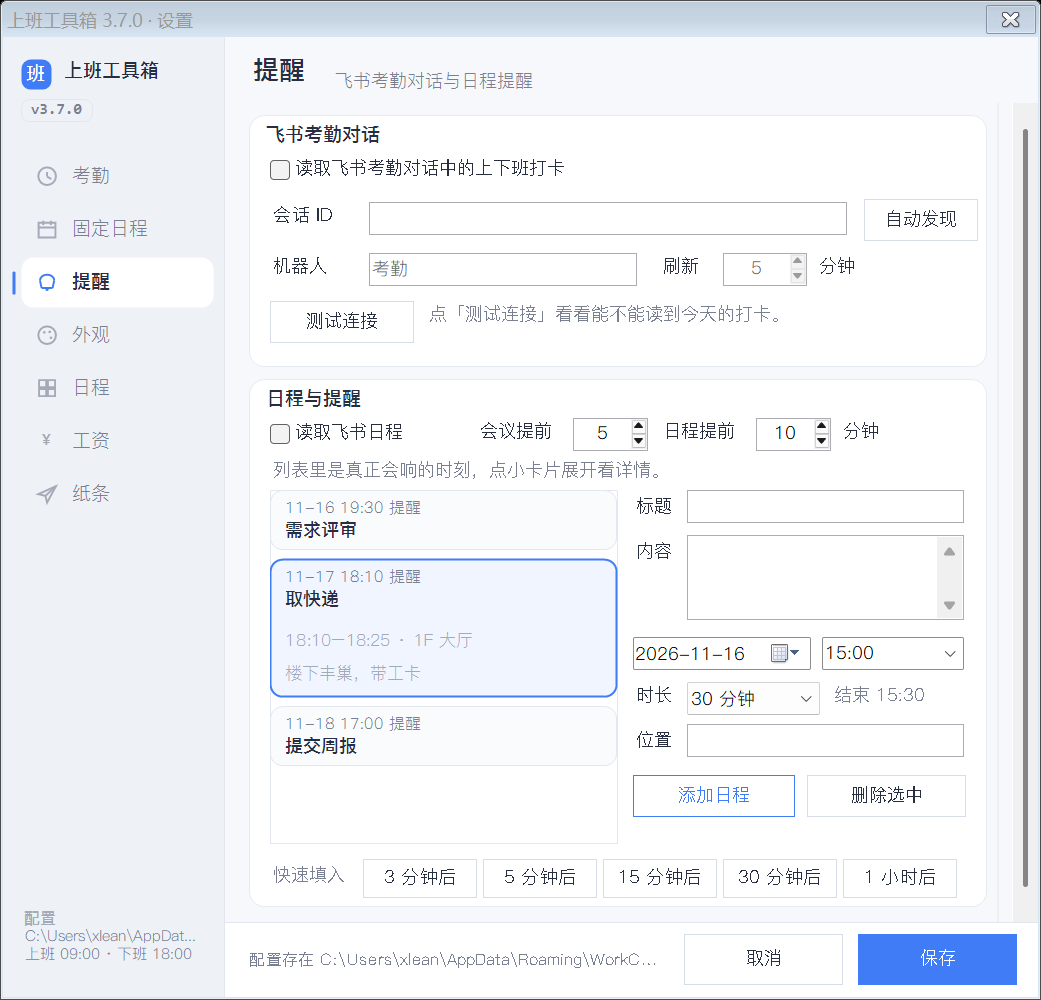 上班工具箱 3.7.0 · 设置
班 上班工具箱
v3.7.0
考勤
固定日程
提醒
外观
日程
¥ 工资
纸条
配置
C:\Users\xlean\AppDat...
上班 09:00 · 下班 18:00
提醒 飞书考勤对话与日程提醒
飞书考勤对话
读取飞书考勤对话中的上下班打卡
会话 ID 自动发现
机器人 考勤 刷新 5 分钟
测试连接 点「测试连接」看看能不能读到今天的打卡。
日程与提醒
读取飞书日程 会议提前 5 日程提前 10 分钟
列表里是真正会响的时刻，点小卡片展开看详情。
11-16 19:30 提醒
需求评审
11-17 18:10 提醒
取快递
18:10—18:25 · 1F 大厅
楼下丰巢，带工卡
11-18 17:00 提醒
提交周报
标题
内容
2026-11-16 15:00
时长 30 分钟 结束 15:30
位置
添加日程 删除选中
快速填入 3 分钟后 5 分钟后 15 分钟后 30 分钟后 1 小时后
配置存在 C:\Users\xlean\AppData\Roaming\WorkC... 取消 保存